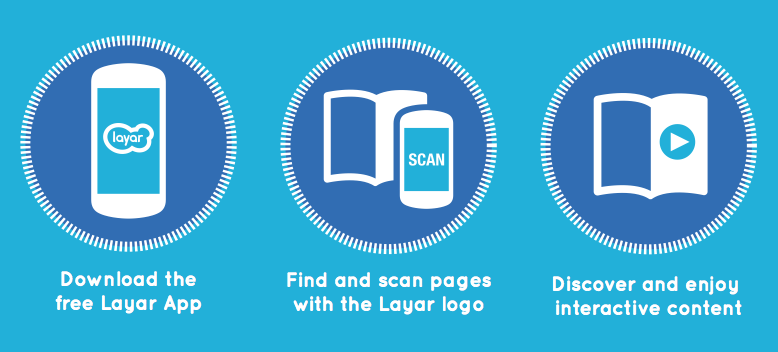 layar
SCAN
Download the
free Layar App
Find and scan pages
with the Layar logo
Discover and enjoy
interactive content